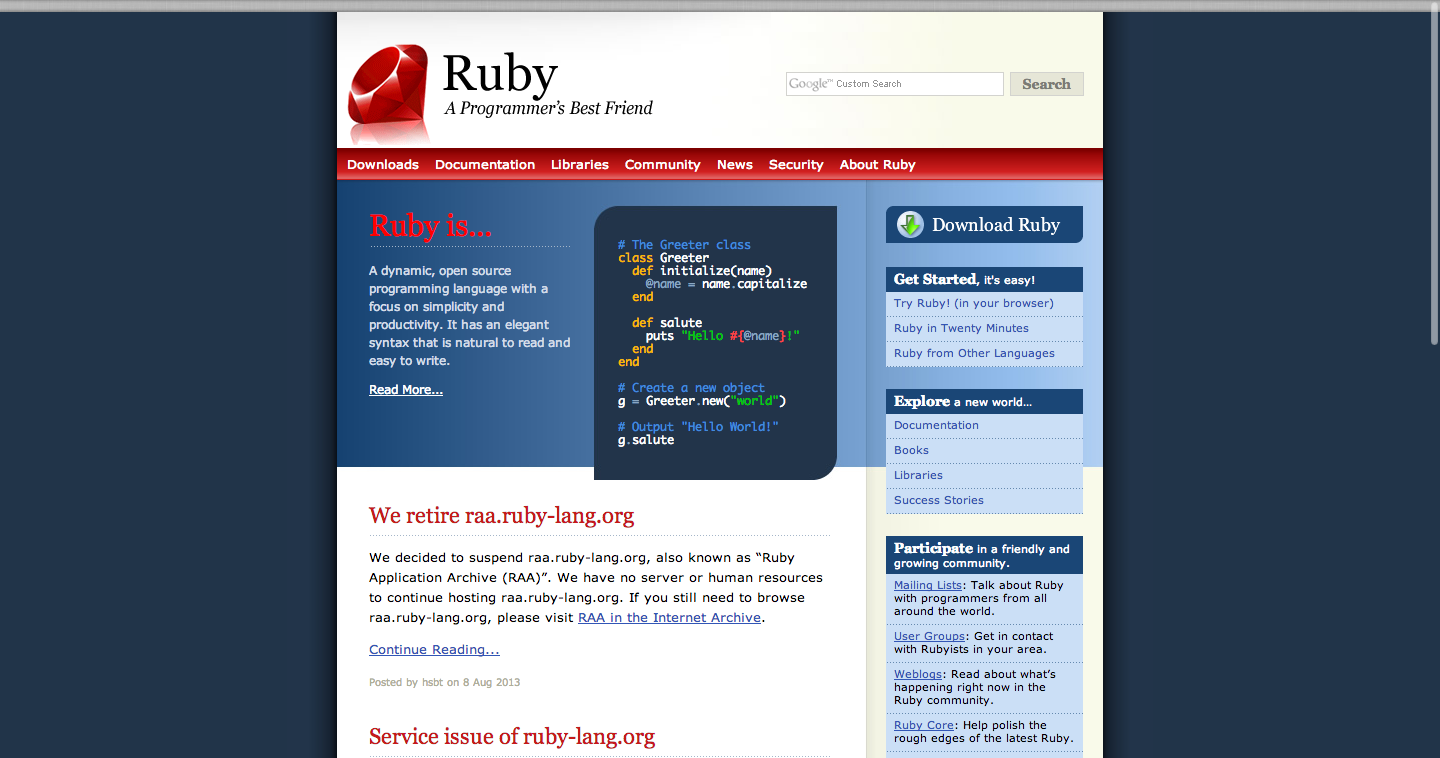 Ruby
A Programmer's Best Friend
Google™ Custom Search
Search
Downloads Documentation Libraries Community News Security About Ruby
Ruby is...
A dynamic, open source
programming language with a
focus on simplicity and
productivity. It has an elegant
syntax that is natural to read and
easy to write.
Read More...
# The Greeter class
class Greeter
  def initialize(name)
    @name = name.capitalize
  end

  def salute
    puts "Hello #{@name}!"
  end
end

# Create a new object
g = Greeter.new("world")

# Output "Hello World!"
g.salute
We retire raa.ruby-lang.org
We decided to suspend raa.ruby-lang.org, also known as “Ruby
Application Archive (RAA)”. We have no server or human resources
to continue hosting raa.ruby-lang.org. If you still need to browse
raa.ruby-lang.org, please visit RAA in the Internet Archive.
Continue Reading...
Posted by hsbt on 8 Aug 2013
Service issue of ruby-lang.org
Download Ruby
Get Started, it's easy!
Try Ruby! (in your browser)
Ruby in Twenty Minutes
Ruby from Other Languages
Explore a new world...
Documentation
Books
Libraries
Success Stories
Participate in a friendly and
growing community.
Mailing Lists: Talk about Ruby
with programmers from all
around the world.
User Groups: Get in contact
with Rubyists in your area.
Weblogs: Read about what’s
happening right now in the
Ruby community.
Ruby Core: Help polish the
rough edges of the latest Ruby.